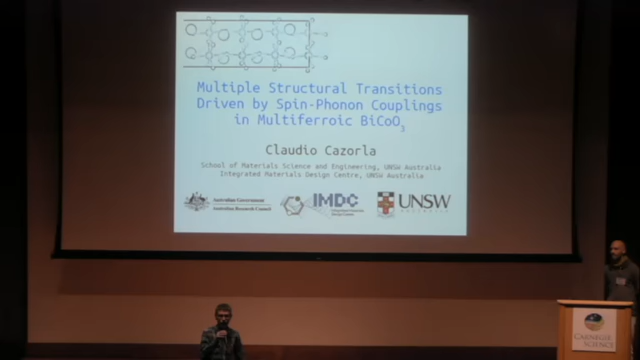 Multiple Structural Transitions
Driven by Spin-Phonon Couplings
in Multiferroic BiCoO3
Claudio Cazorla
School of Materials Science and Engineering, UNSW Australia
Integrated Materials Design Centre, UNSW Australia
Australian Government
Australian Research Council
IMDC
UNSW
AUSTRALIA
CARNEGIE
SCIENCE